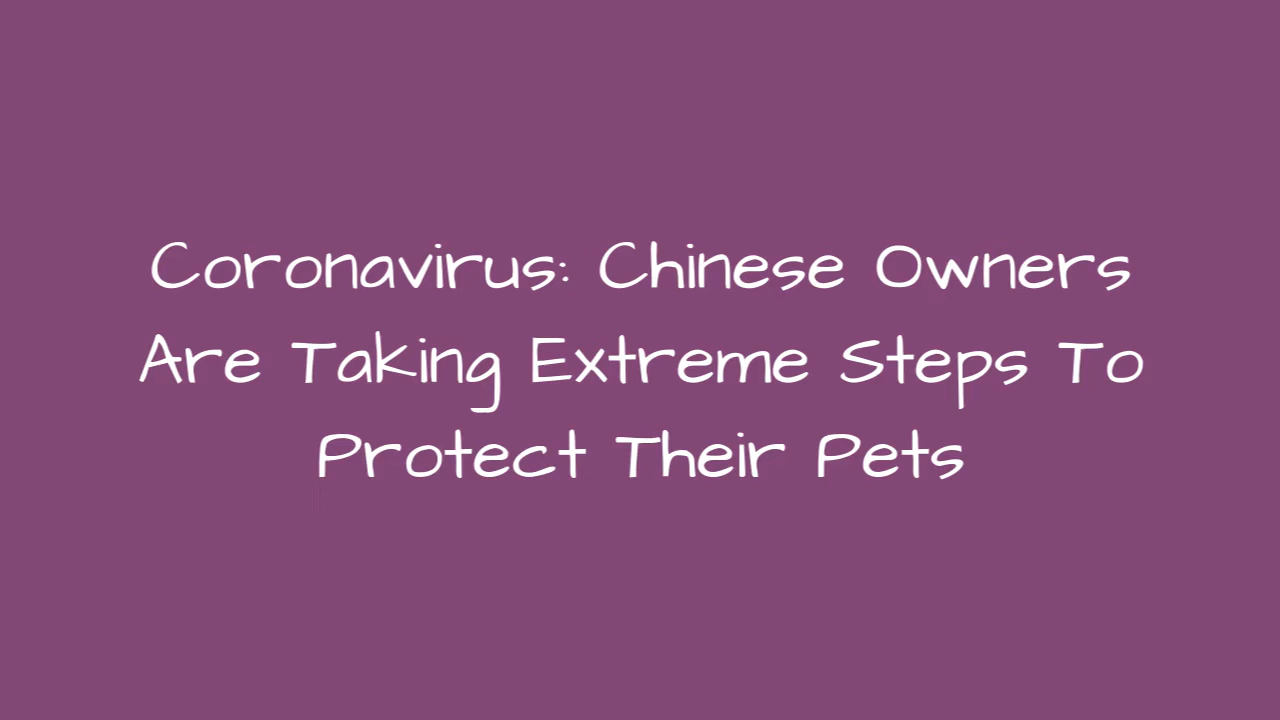 Coronavirus: Chinese Owners
Are Taking Extreme Steps To
Protect Their Pets